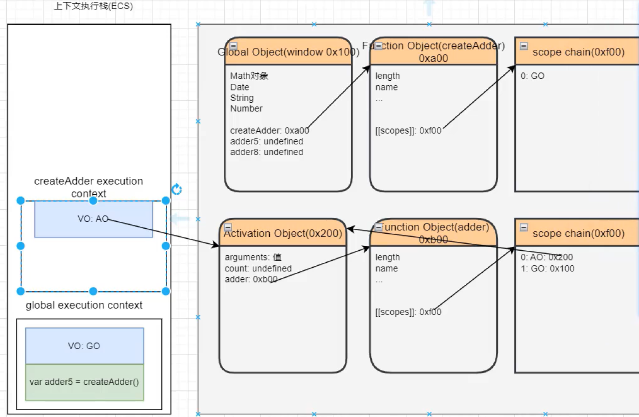 上下文执行栈(ECS)
createAdder execution
context
VO: AO
global execution context
VO: GO
var adder5 = createAdder()
Global Object(window 0x100)
Math对象
Date
String
Number
createAdder: 0xa00
adder5: undefined
adder8: undefined
Function Object(createAdder)
0xa00
length
name
...
[[scopes]]: 0xf00
scope chain(0xf00)
0: GO
Activation Object(0x200)
arguments: 值
count: undefined
adder: 0xb00
Function Object(adder)
0xb00
length
name
...
[[scopes]]: 0xf00
scope chain(0xf00)
0: AO: 0x200
1: GO: 0x100